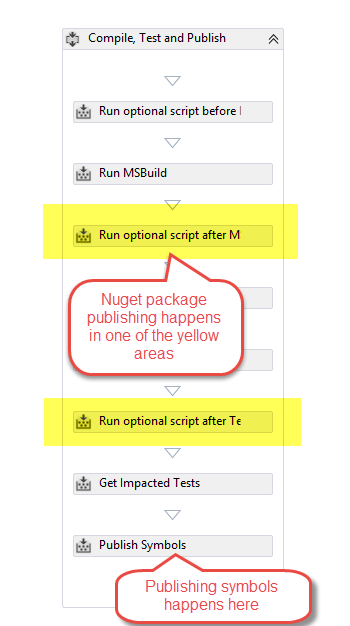 Compile, Test and Publish
Run optional script before
Run MSBuild
Run optional script after M
Nuget package
publishing happens
in one of the yellow
areas
Run optional script after Te
Get Impacted Tests
Publish Symbols
Publishing symbols
happens here